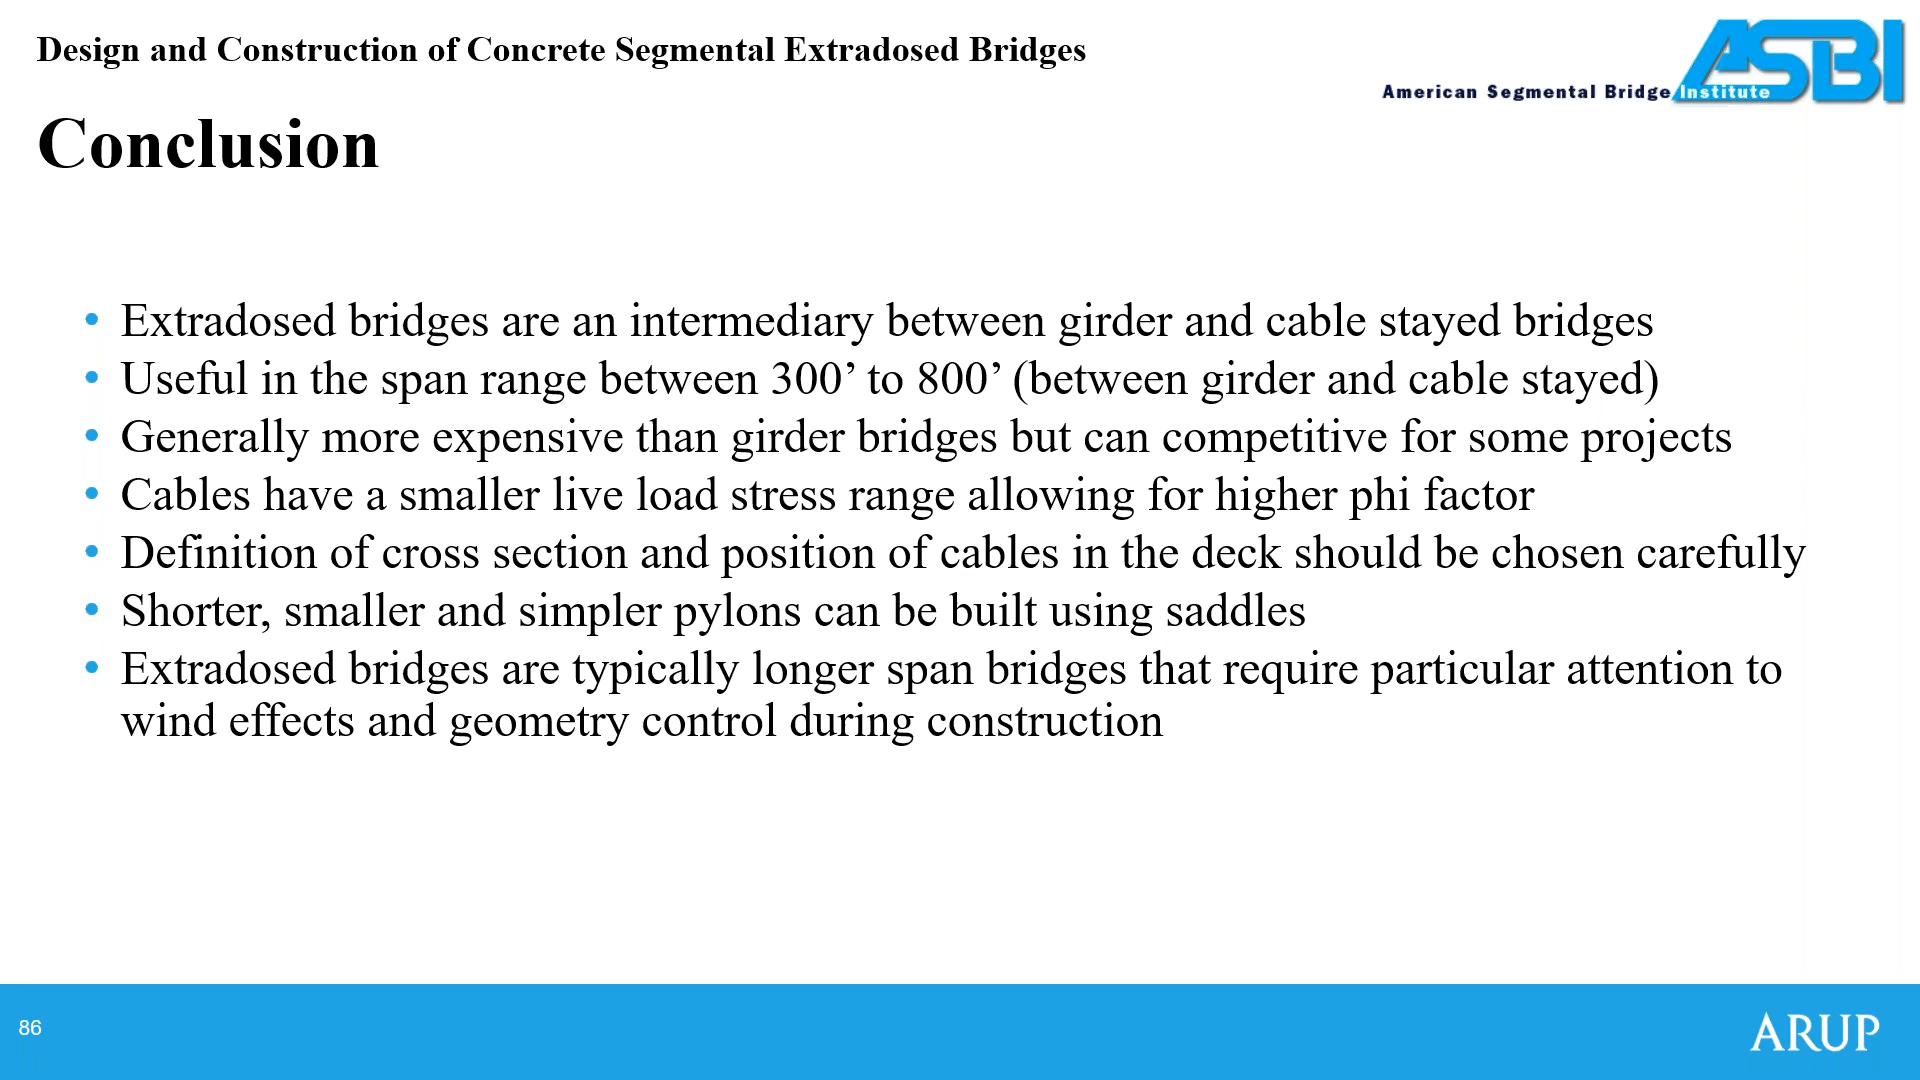 Design and Construction of Concrete Segmental Extradosed Bridges
ASBI
American Segmental Bridge Institute
Conclusion
• Extradosed bridges are an intermediary between girder and cable stayed bridges
• Useful in the span range between 300’ to 800’ (between girder and cable stayed)
• Generally more expensive than girder bridges but can competitive for some projects
• Cables have a smaller live load stress range allowing for higher phi factor
• Definition of cross section and position of cables in the deck should be chosen carefully
• Shorter, smaller and simpler pylons can be built using saddles
• Extradosed bridges are typically longer span bridges that require particular attention to
wind effects and geometry control during construction
86
ARUP